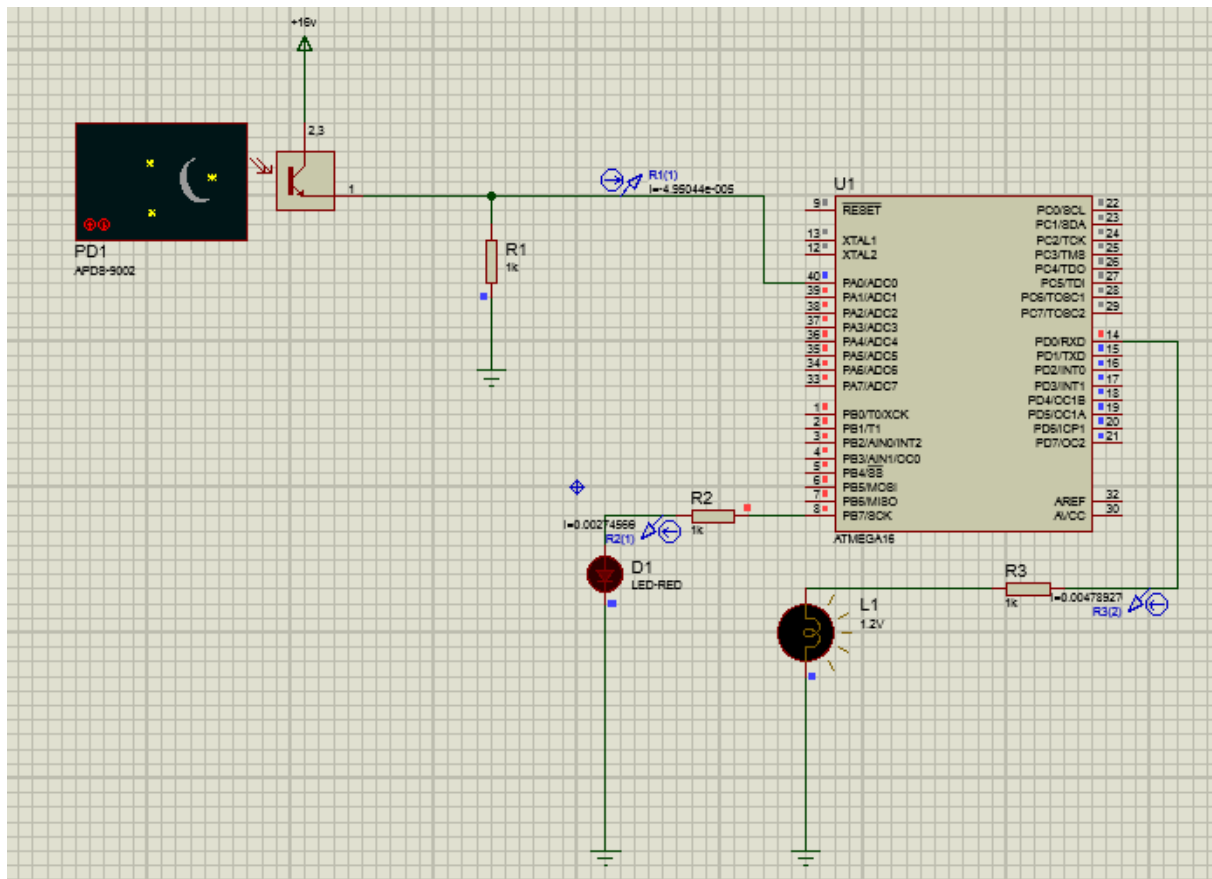 +16v
2,3
1
PD1
APDS-9002
R1
1k
R1(1)
I=-4.95044e-005
U1
9
RESET
13
XTAL1
12
XTAL2
40
PA0/ADC0
39
PA1/ADC1
38
PA2/ADC2
37
PA3/ADC3
36
PA4/ADC4
35
PA5/ADC5
34
PA6/ADC6
33
PA7/ADC7
1
PB0/T0/XCK
2
PB1/T1
3
PB2/AIN0/INT2
4
PB3/AIN1/OC0
5
PB4/SS
6
PB5/MOSI
7
PB6/MISO
8
PB7/SCK
PC0/SCL
22
PC1/SDA
23
PC2/TCK
24
PC3/TMS
25
PC4/TDO
26
PC5/TDI
27
PC6/TOSC1
28
PC7/TOSC2
29
PD0/RXD
14
PD1/TXD
15
PD2/INT0
16
PD3/INT1
17
PD4/OC1B
18
PD5/OC1A
19
PD6/ICP1
20
PD7/OC2
21
AREF
32
AVCC
30
ATMEGA16
R2
1k
I=0.00274566
R2(1)
D1
LED-RED
R3
1k
I=0.00478927
R3(2)
L1
1.2V